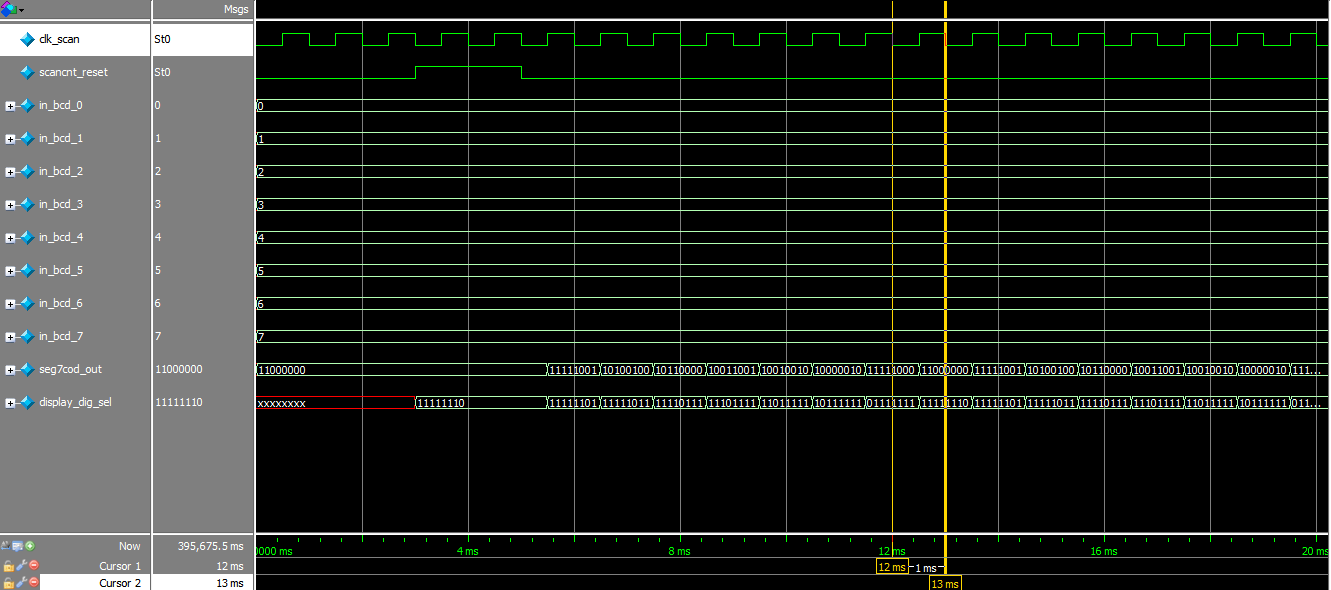 Msgs
clk_scan St0
scancnt_reset St0
in_bcd_0 0 0
in_bcd_1 1 1
in_bcd_2 2 2
in_bcd_3 3 3
in_bcd_4 4 4
in_bcd_5 5 5
in_bcd_6 6 6
in_bcd_7 7 7
seg7cod_out 11000000 11000000 11111001 10100100 10110000 10011001 10010010 10000010 11111000 11000000 11111001 10100100 10110000 10011001 10010010 10000010 111...
display_dig_sel 11111110 xxxxxxxx 11111110 11111101 11111011 11110111 11101111 11011111 10111111 01111111 11111110 11111101 11111011 11110111 11101111 11011111 10111111 011...
Now 395,675.5 ms 0000 ms 4 ms 8 ms 12 ms 16 ms 20 ms
Cursor 1 12 ms 12 ms 1 ms
Cursor 2 13 ms 13 ms